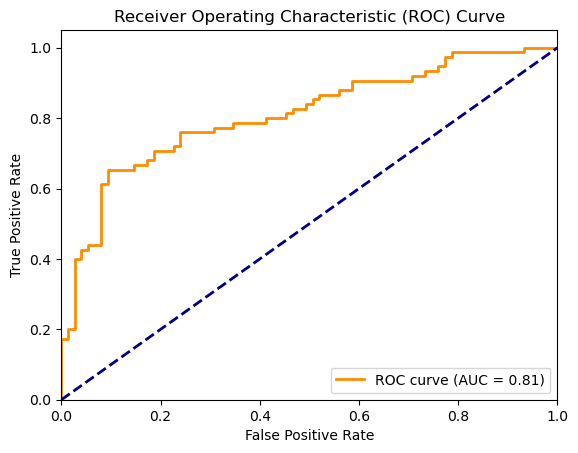 Receiver Operating Characteristic (ROC) Curve
1.0
0.8
0.6
0.4
0.2
0.0
True Positive Rate
ROC curve (AUC = 0.81)
0.0 0.2 0.4 0.6 0.8 1.0
False Positive Rate